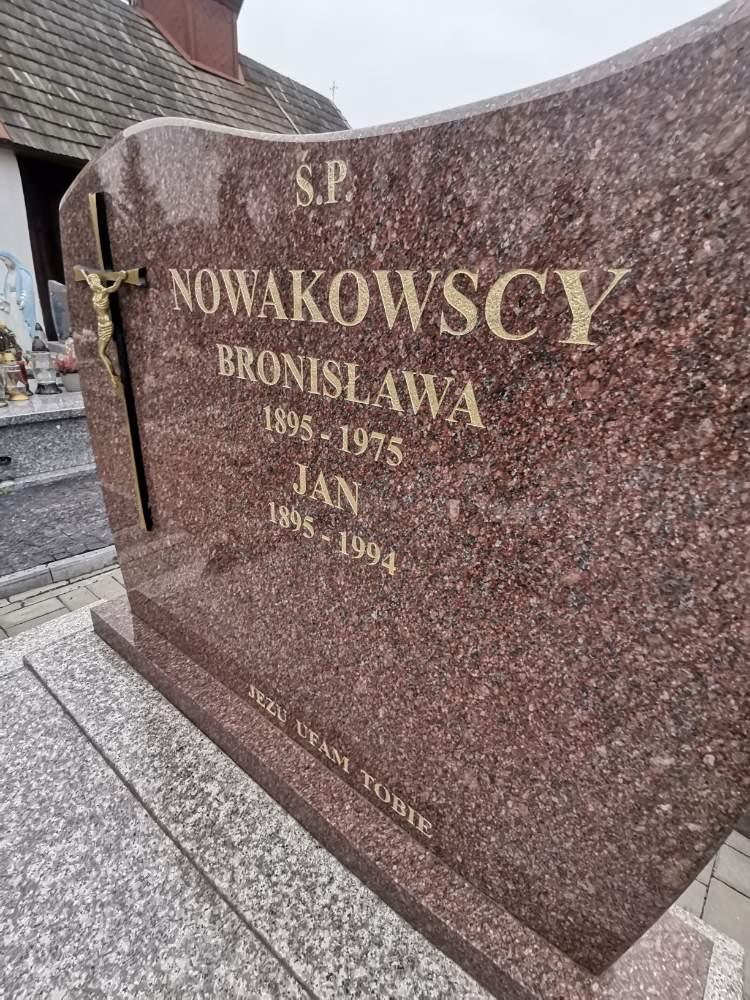 Ś.P.
NOWAKOWSCY
BRONISŁAWA
1895 - 1975
JAN
1895 - 1994
JEZU UFAM TOBIE